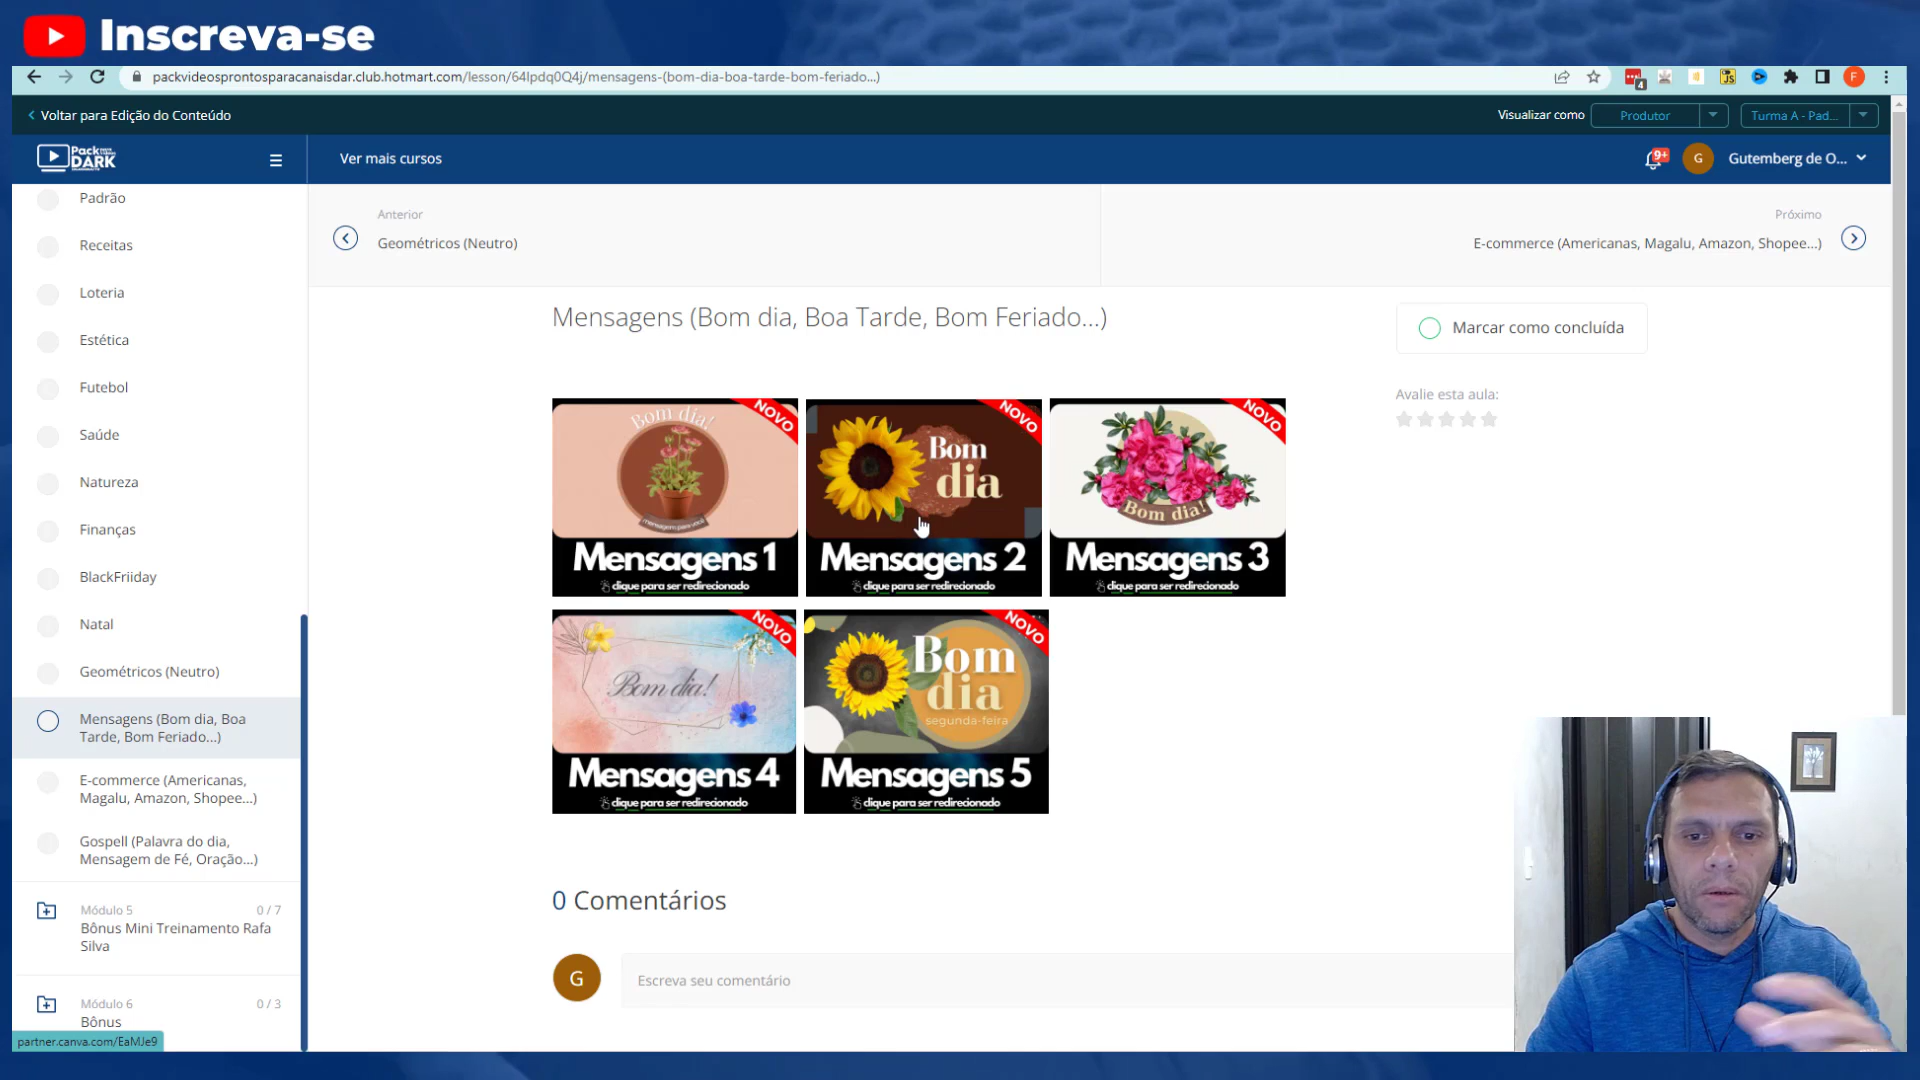 Inscreva-se
packvideosprontosparacanaisdar.club.hotmart.com/lesson/64lpdq0Q4j/mensagens-(bom-dia-boa-tarde-bom-feriado...)
4
JS
F
Voltar para Edição do Conteúdo
Visualizar como
Produtor
Turma A - Pad...
Pack
DARK
Ver mais cursos
9+
G
Gutemberg de O...
Padrão
Receitas
Loteria
Estética
Futebol
Saúde
Natureza
Finanças
BlackFriiday
Natal
Geométricos (Neutro)
Mensagens (Bom dia, Boa
Tarde, Bom Feriado...)
E-commerce (Americanas,
Magalu, Amazon, Shopee...)
Gospell (Palavra do dia,
Mensagem de Fé, Oração...)
Módulo 5
0 / 7
Bônus Mini Treinamento Rafa
Silva
Módulo 6
0 / 3
Bônus
partner.canva.com/EaMJe9
Anterior
Geométricos (Neutro)
Próximo
E-commerce (Americanas, Magalu, Amazon, Shopee...)
Mensagens (Bom dia, Boa Tarde, Bom Feriado...)
Marcar como concluída
Avalie esta aula:
Bom dia!
mensagens para você
NOVO
Mensagens 1
clique para ser redirecionado
Bom
dia
NOVO
Mensagens 2
clique para ser redirecionado
Bom dia!
NOVO
Mensagens 3
clique para ser redirecionado
Bom dia!
NOVO
Mensagens 4
clique para ser redirecionado
Bom
dia
segunda-feira
NOVO
Mensagens 5
clique para ser redirecionado
0 Comentários
G
Escreva seu comentário